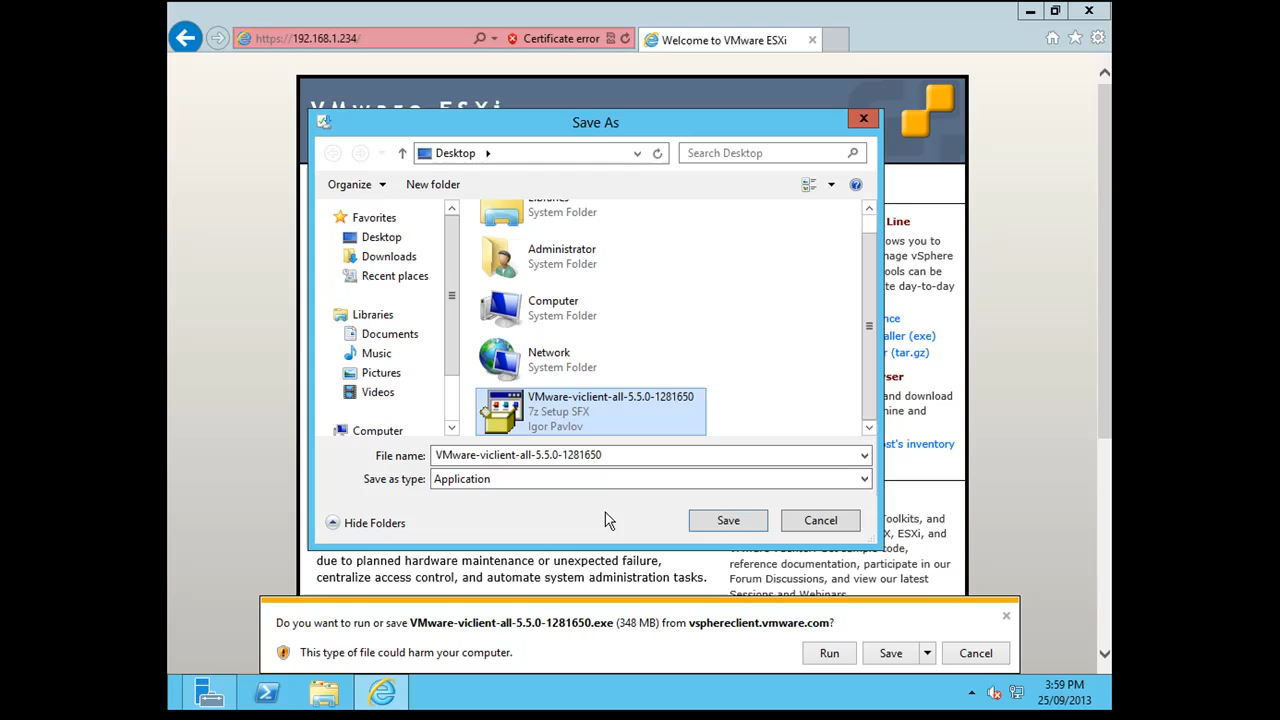 https://192.168.1.234/
Certificate error
Welcome to VMware ESXi
VMware ESXi
Save As
Desktop
Search Desktop
Organize
New folder
Favorites
Desktop
Downloads
Recent places
Libraries
Documents
Music
Pictures
Videos
Computer
Libraries
System Folder
Administrator
System Folder
Computer
System Folder
Network
System Folder
VMware-viclient-all-5.5.0-1281650
7z Setup SFX
Igor Pavlov
File name: VMware-viclient-all-5.5.0-1281650
Save as type: Application
Hide Folders
Save
Cancel
Line
ows you to
nage vSphere
ools can be
te day-to-day
nce
aller (exe)
r (tar.gz)
wser
and download
hine and
ost's inventory
Toolkits, and
X, ESXi, and
code,
reference documentation, participate in our
Forum Discussions, and view our latest
Sessions and Webinars.
due to planned hardware maintenance or unexpected failure,
centralize access control, and automate system administration tasks.
Do you want to run or save VMware-viclient-all-5.5.0-1281650.exe (348 MB) from vsphereclient.vmware.com?
This type of file could harm your computer.
Run
Save
Cancel
3:59 PM
25/09/2013